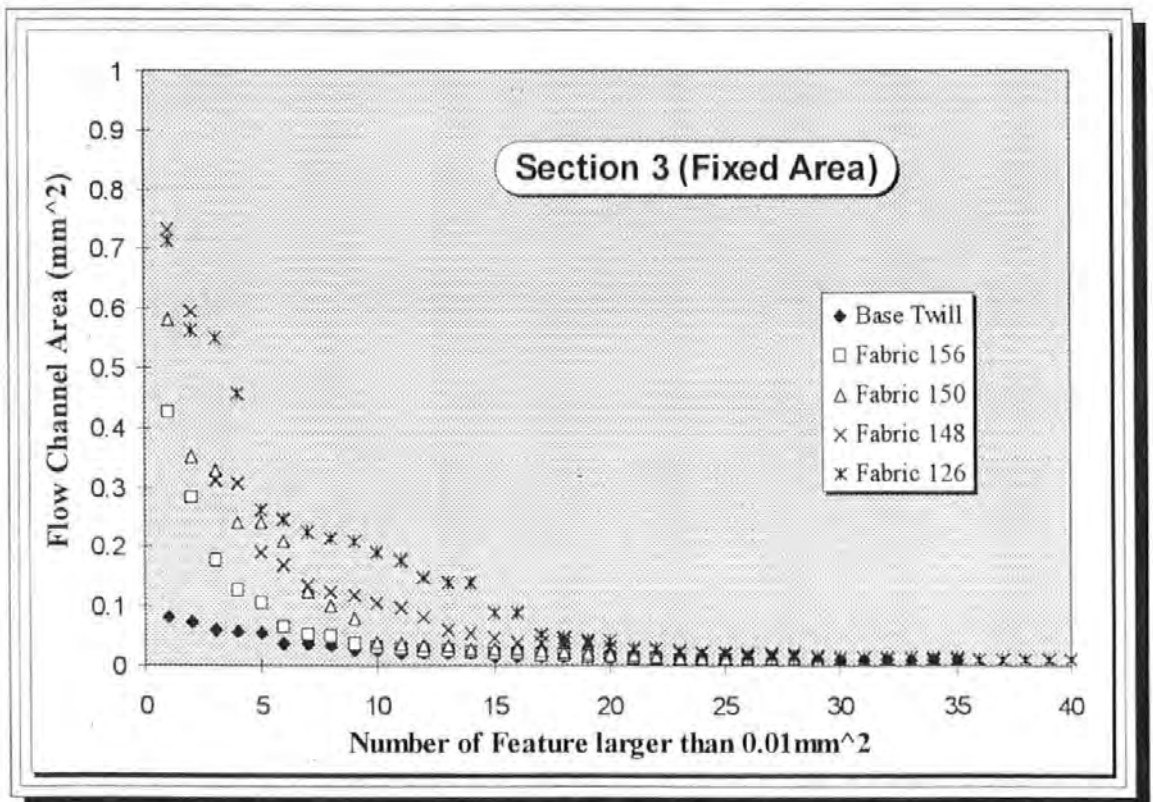 Section 3 (Fixed Area)
Flow Channel Area (mm^2)
1
0.9
0.8
0.7
0.6
0.5
0.4
0.3
0.2
0.1
0
Base Twill
Fabric 156
Fabric 150
Fabric 148
Fabric 126
0 5 10 15 20 25 30 35 40
Number of Feature larger than 0.01mm^2